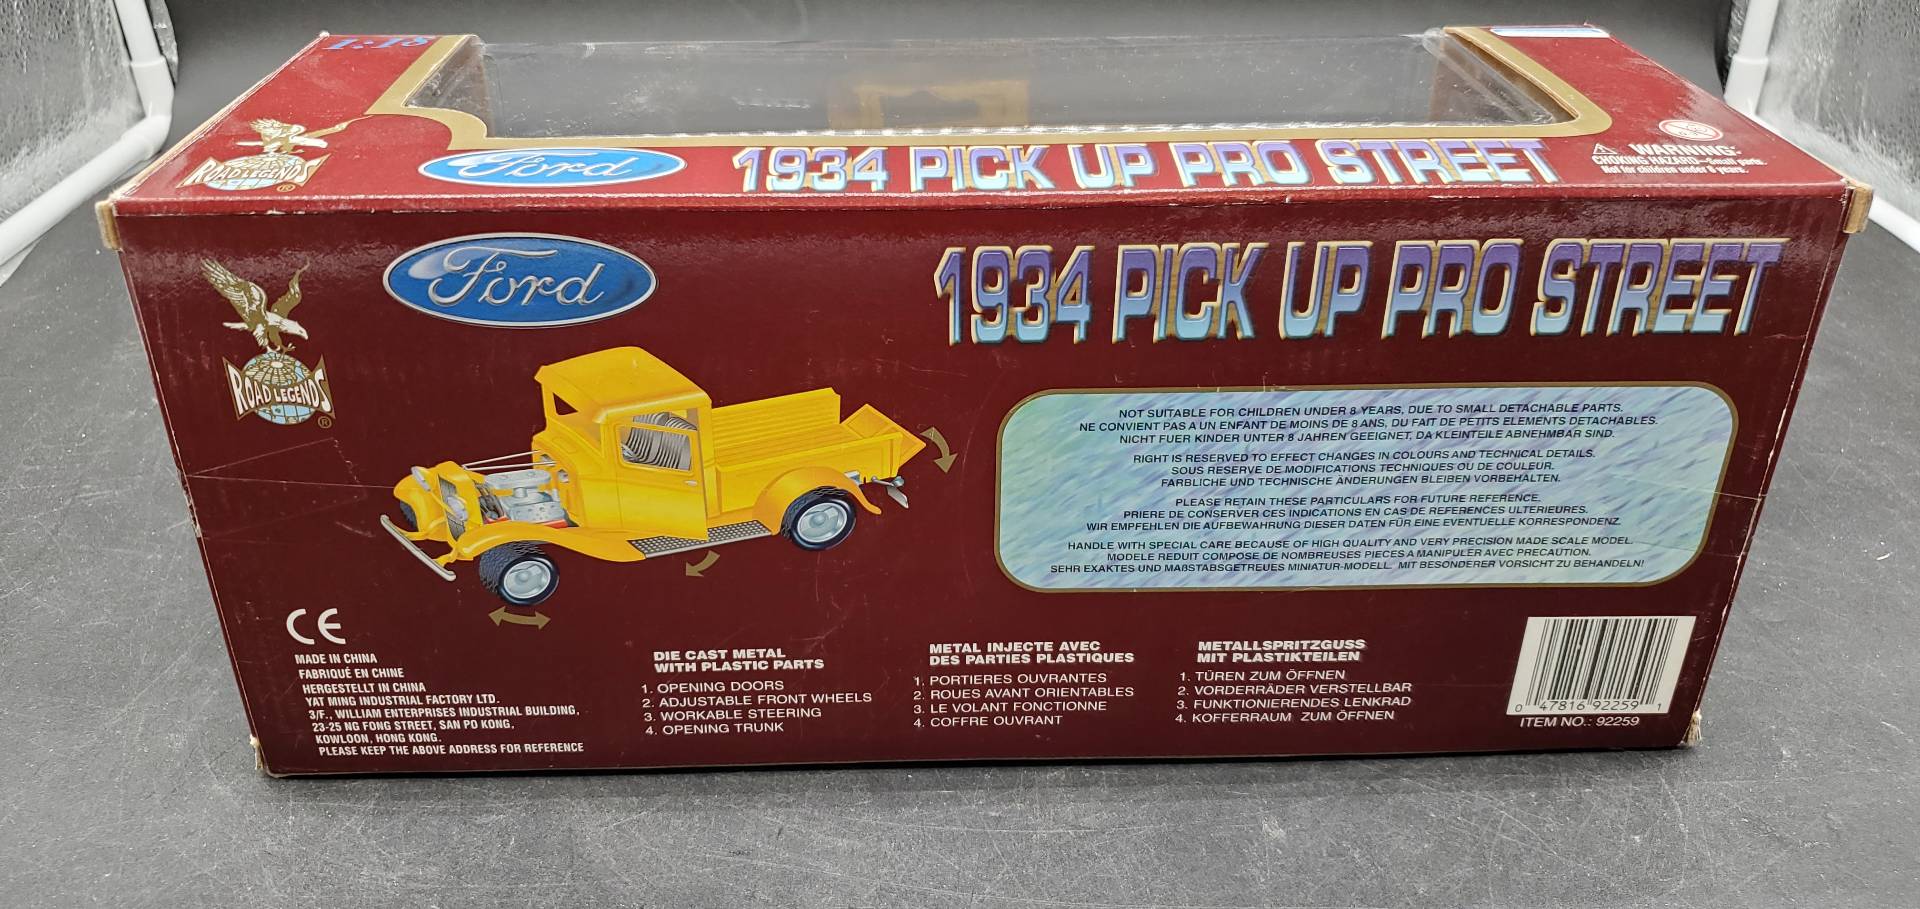 1:18
ROAD LEGENDS ®
Ford
1934 PICK UP PRO STREET
WARNING:
CHOKING HAZARD-Small parts.
Not for children under 8 years.
Ford
1934 PICK UP PRO STREET
ROAD LEGENDS ®
NOT SUITABLE FOR CHILDREN UNDER 8 YEARS, DUE TO SMALL DETACHABLE PARTS.
NE CONVIENT PAS A UN ENFANT DE MOINS DE 8 ANS, DU FAIT DE PETITS ELEMENTS DETACHABLES.
NICHT FUER KINDER UNTER 8 JAHREN GEEIGNET, DA KLEINTEILE ABNEHMBAR SIND.
RIGHT IS RESERVED TO EFFECT CHANGES IN COLOURS AND TECHNICAL DETAILS.
SOUS RESERVE DE MODIFICATIONS TECHNIQUES OU DE COULEUR.
FARBLICHE UND TECHNISCHE ÄNDERUNGEN BLEIBEN VORBEHALTEN.
PLEASE RETAIN THESE PARTICULARS FOR FUTURE REFERENCE.
PRIERE DE CONSERVER CES INDICATIONS EN CAS DE REFERENCES ULTERIEURES.
WIR EMPFEHLEN DIE AUFBEWAHRUNG DIESER DATEN FÜR EINE EVENTUELLE KORRESPONDENZ.
HANDLE WITH SPECIAL CARE BECAUSE OF HIGH QUALITY AND VERY PRECISION MADE SCALE MODEL.
MODELE REDUIT COMPOSE DE NOMBREUSES PIECES A MANIPULER AVEC PRECAUTION.
SEHR EXAKTES UND MAßSTABSGETREUES MINIATUR-MODELL. MIT BESONDERER VORSICHT ZU BEHANDELN!
CE
MADE IN CHINA
FABRIQUÉ EN CHINE
HERGESTELLT IN CHINA
YAT MING INDUSTRIAL FACTORY LTD.
3/F., WILLIAM ENTERPRISES INDUSTRIAL BUILDING,
23-25 NG FONG STREET, SAN PO KONG,
KOWLOON, HONG KONG.
PLEASE KEEP THE ABOVE ADDRESS FOR REFERENCE
DIE CAST METAL
WITH PLASTIC PARTS
1. OPENING DOORS
2. ADJUSTABLE FRONT WHEELS
3. WORKABLE STEERING
4. OPENING TRUNK
METAL INJECTE AVEC
DES PARTIES PLASTIQUES
1. PORTIERES OUVRANTES
2. ROUES AVANT ORIENTABLES
3. LE VOLANT FONCTIONNE
4. COFFRE OUVRANT
METALLSPRITZGUSS
MIT PLASTIKTEILEN
1. TÜREN ZUM ÖFFNEN
2. VORDERRÄDER VERSTELLBAR
3. FUNKTIONIERENDES LENKRAD
4. KOFFERRAUM ZUM ÖFFNEN
0 47816 92259 1
ITEM NO.: 92259